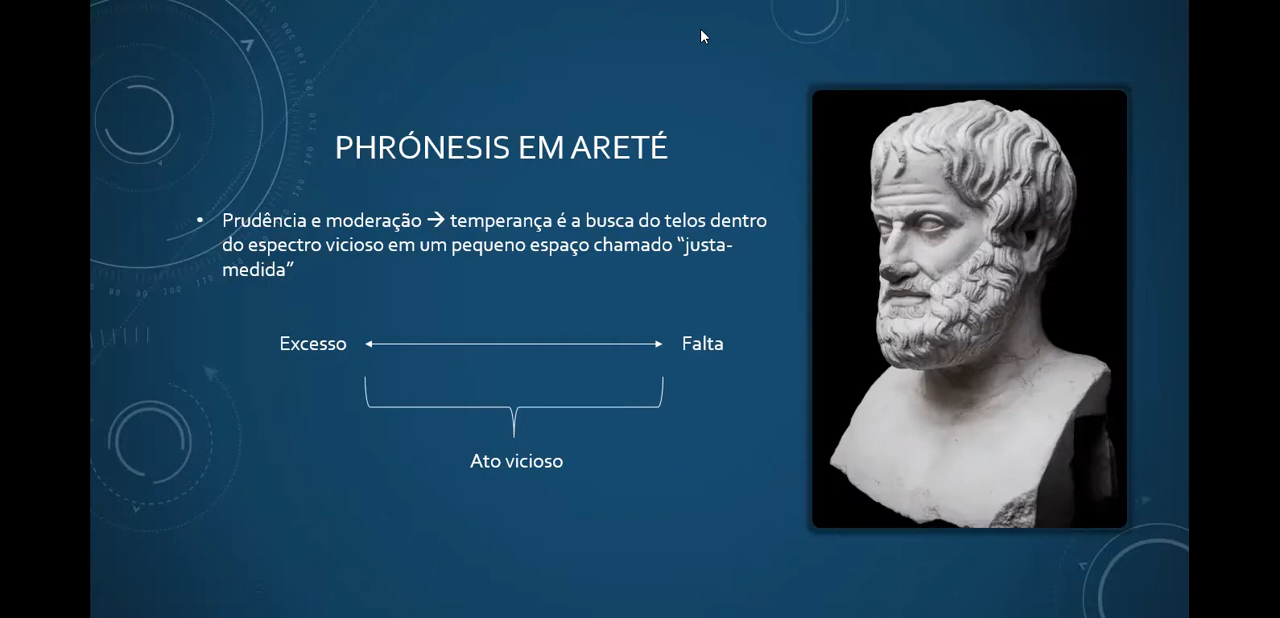 PHRÓNESIS EM ARETÉ
• Prudência e moderação → temperança é a busca do telos dentro
do espectro vicioso em um pequeno espaço chamado “justa-
medida”
Excesso
Falta
Ato vicioso